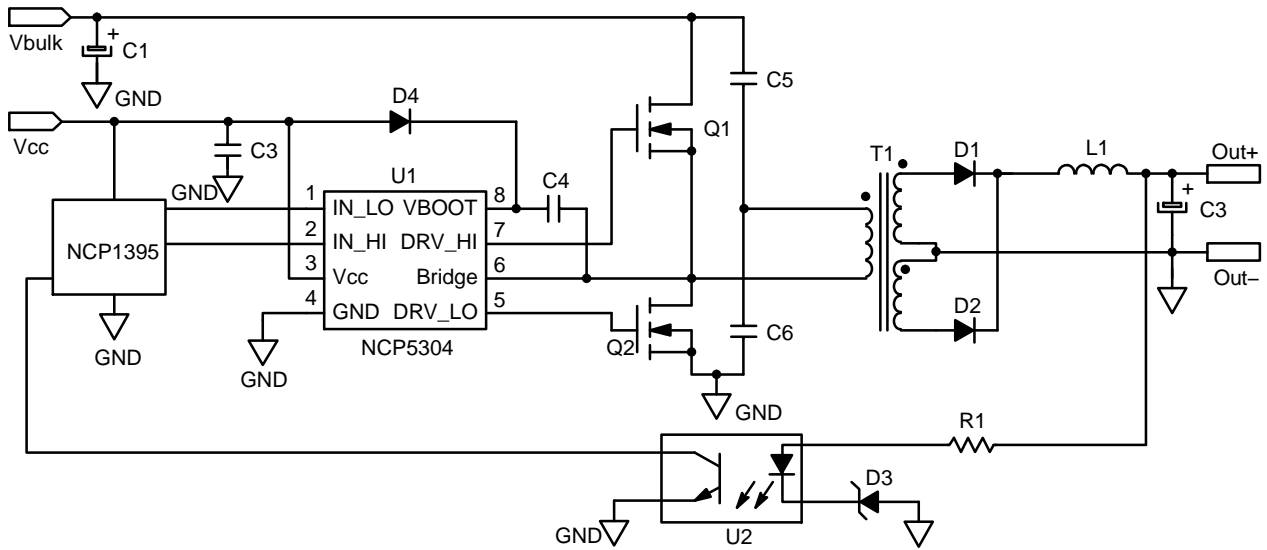 Vbulk
+
C1
GND
Vcc
D4
C3
GND
U1
C4
C5
Q1
T1
D1
L1
Out+
+
C3
Out−
NCP1395
GND
1 IN_LO VBOOT 8
2 IN_HI DRV_HI 7
3 Vcc Bridge 6
4 GND DRV_LO 5
NCP5304
GND
Q2
C6
D2
GND
R1
D3
GND
U2